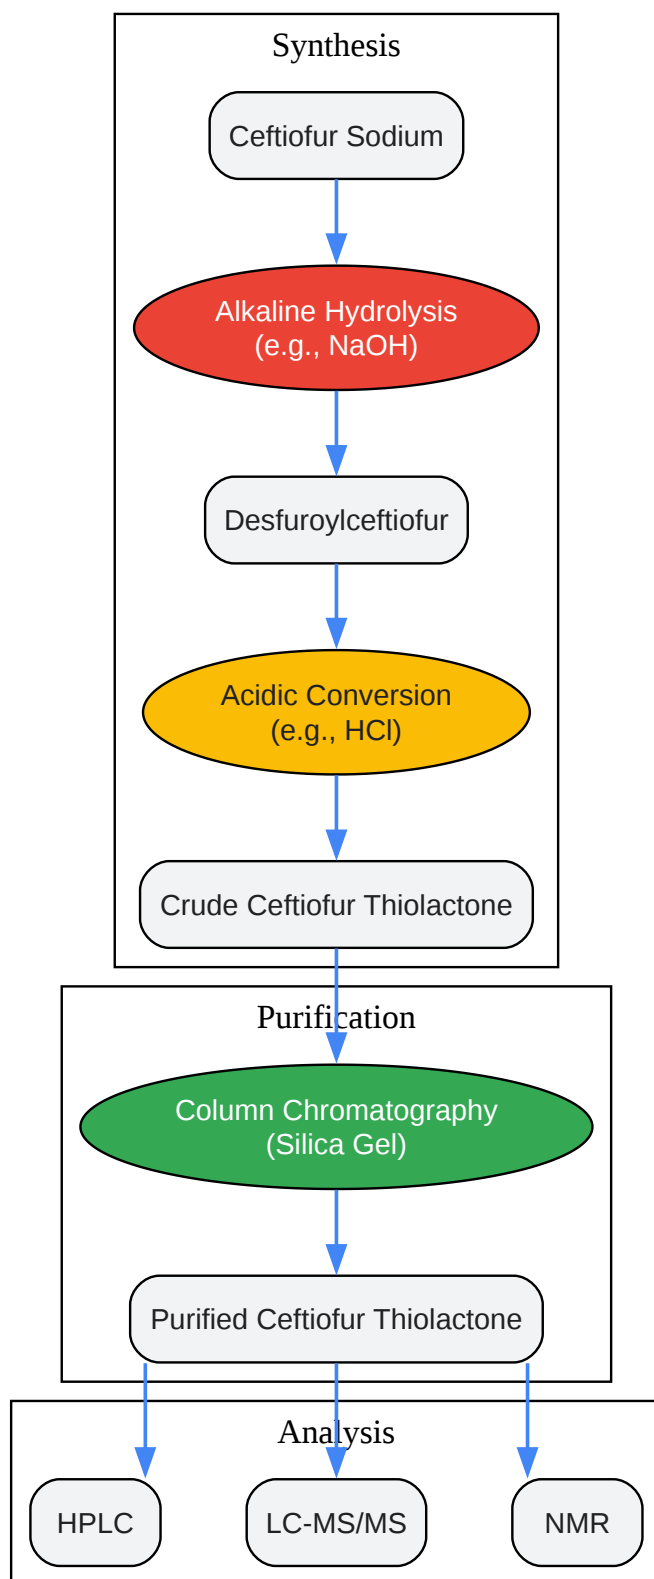 Synthesis
Ceftiofur Sodium
Alkaline Hydrolysis
(e.g., NaOH)
Desfuroylceftiofur
Acidic Conversion
(e.g., HCl)
Crude Ceftiofur Thiolactone
Purification
Column Chromatography
(Silica Gel)
Purified Ceftiofur Thiolactone
Analysis
HPLC
LC-MS/MS
NMR